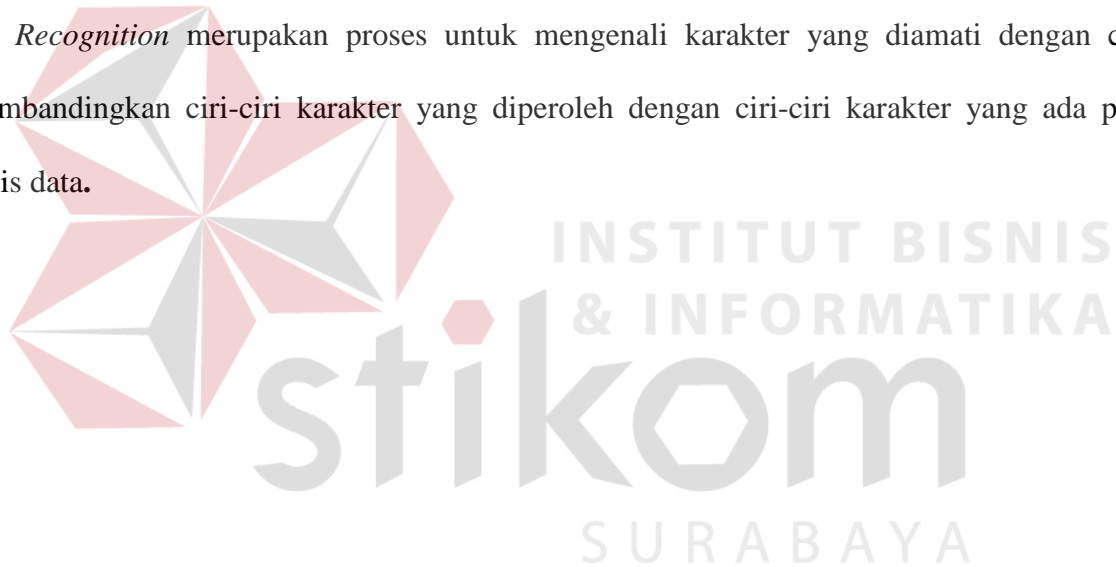 Recognition merupakan proses untuk mengenali karakter yang diamati dengan c
mbandingkan ciri-ciri karakter yang diperoleh dengan ciri-ciri karakter yang ada p
is data.
INSTITUT BISNIS
& INFORMATIKA
stikom
SURABAYA